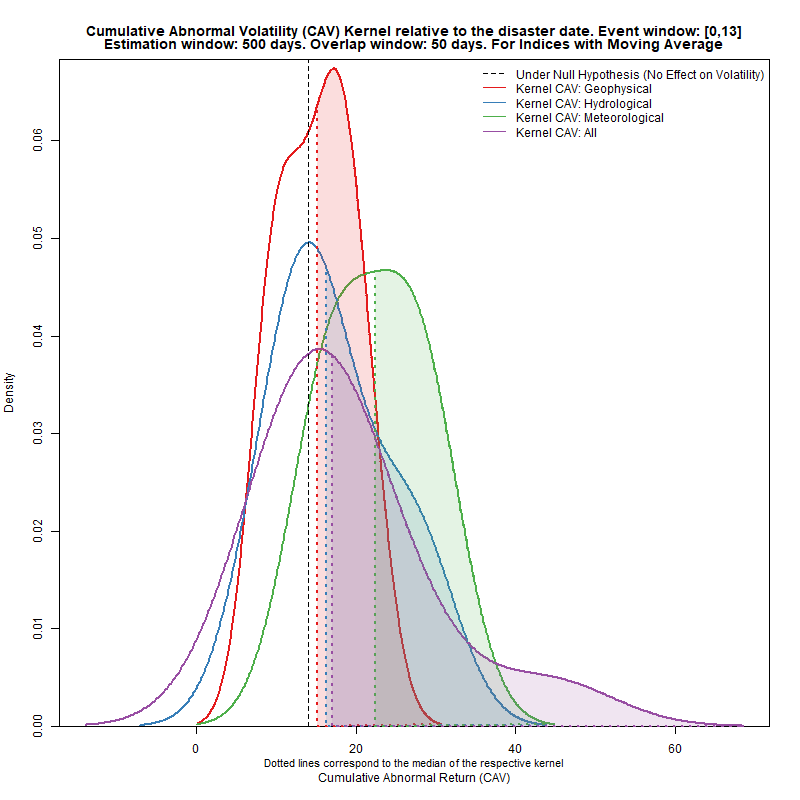 Cumulative Abnormal Volatility (CAV) Kernel relative to the disaster date. Event window: [0,13]
Estimation window: 500 days. Overlap window: 50 days. For Indices with Moving Average
Under Null Hypothesis (No Effect on Volatility)
Kernel CAV: Geophysical
Kernel CAV: Hydrological
Kernel CAV: Meteorological
Kernel CAV: All
Density
0.06
0.05
0.04
0.03
0.02
0.01
0.00
0 20 40 60
Dotted lines correspond to the median of the respective kernel
Cumulative Abnormal Return (CAV)